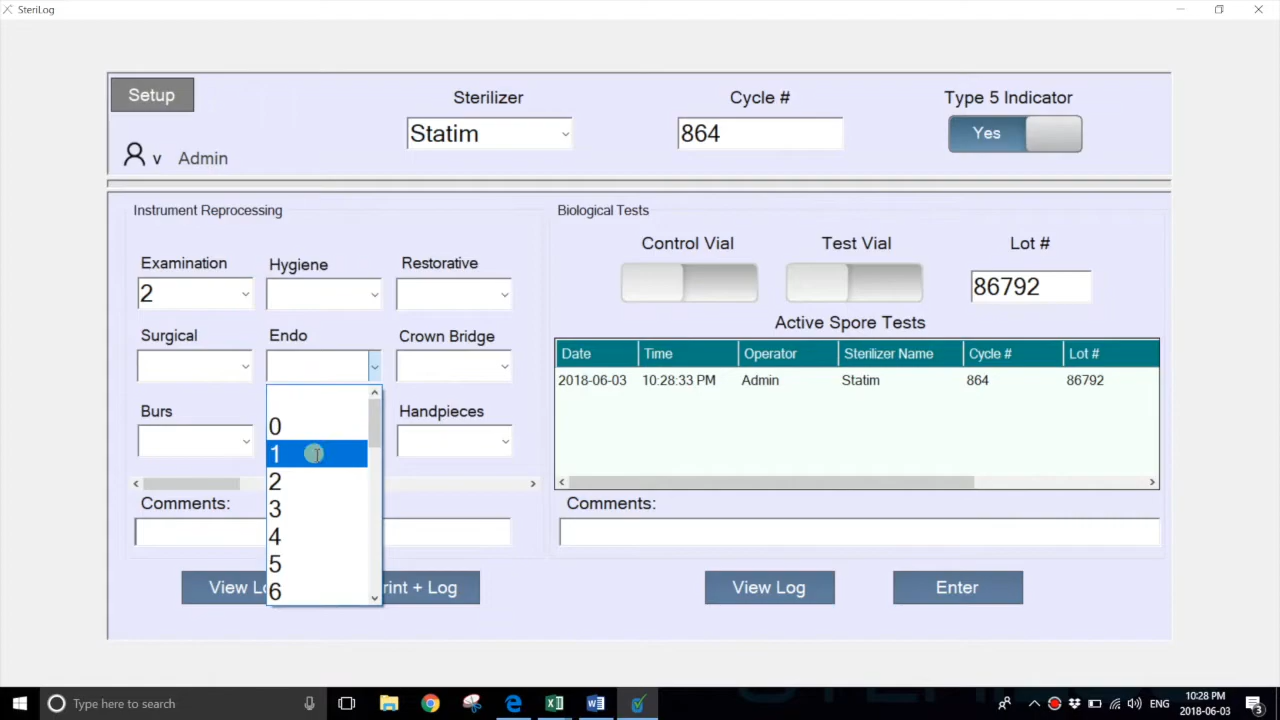 SteriLog
Setup
Sterilizer
Cycle #
Type 5 Indicator
Statim
864
Yes
v Admin
Instrument Reprocessing
Biological Tests
Examination
Hygiene
Restorative
2
Control Vial
Test Vial
Lot #
86792
Surgical
Endo
Crown Bridge
Active Spore Tests
Date Time Operator Sterilizer Name Cycle # Lot #
2018-06-03 10:28:33 PM Admin Statim 864 86792
Burs
Handpieces
0
1
2
3
4
5
6
Comments:
Comments:
View Lo
rint + Log
View Log
Enter
Type here to search
ENG
10:28 PM
2018-06-03
3